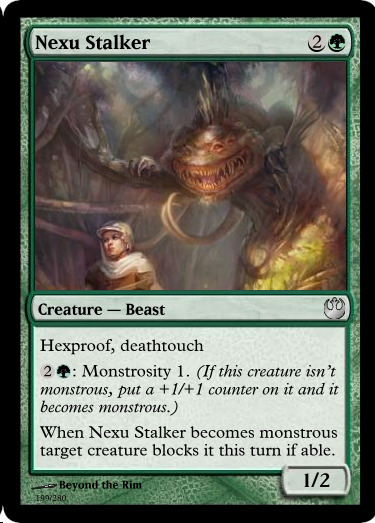 Nexu Stalker 2
Creature — Beast
Hexproof, deathtouch
2 : Monstrosity 1. (If this creature isn't
monstrous, put a +1/+1 counter on it and it
becomes monstrous.)
When Nexu Stalker becomes monstrous
target creature blocks it this turn if able.
Beyond the Rim
1/2
199/280